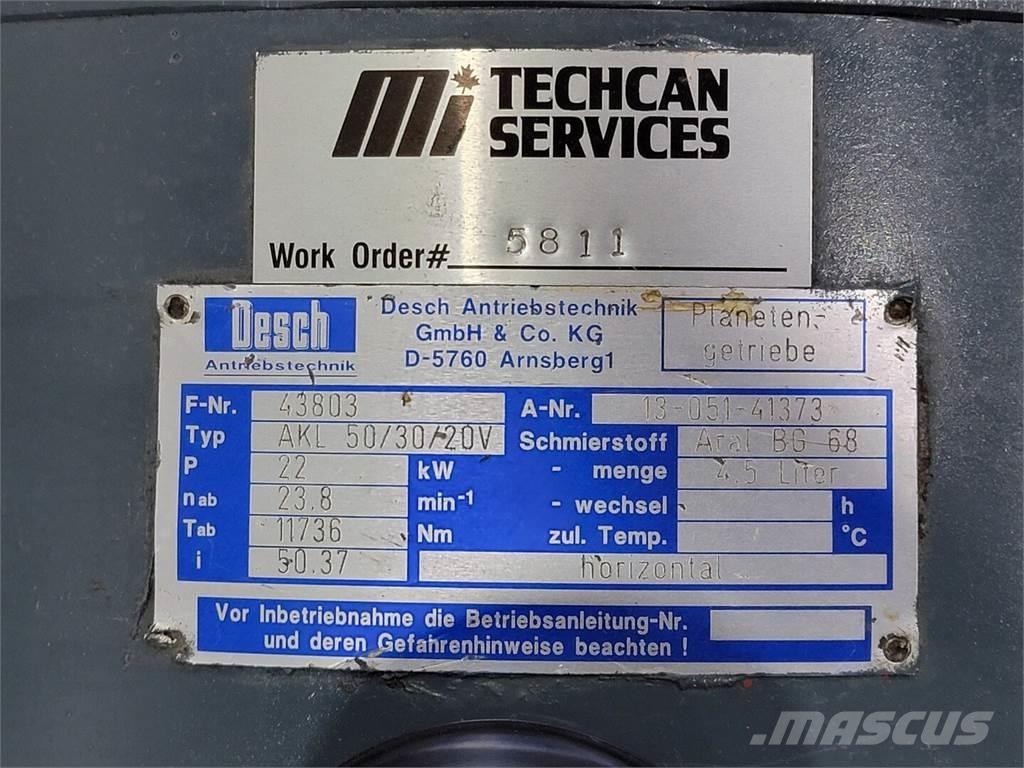 mi TECHCAN
SERVICES
Work Order# 5811
Desch
Antriebstechnik
Desch Antriebstechnik
GmbH & Co. KG
D-5760 Arnsberg1
Planeten-
getriebe
F-Nr. 43803 A-Nr. 13-051-41373
Typ AKL 50/30/20V Schmierstoff Aral BG 68
P 22 kW - menge 4.5 Liter
nab 23.8 min-1 - wechsel h
Tab 11736 Nm zul. Temp. °C
i 50.37 horizontal
Vor Inbetriebnahme die Betriebsanleitung-Nr.
und deren Gefahrenhinweise beachten !
MASCUS